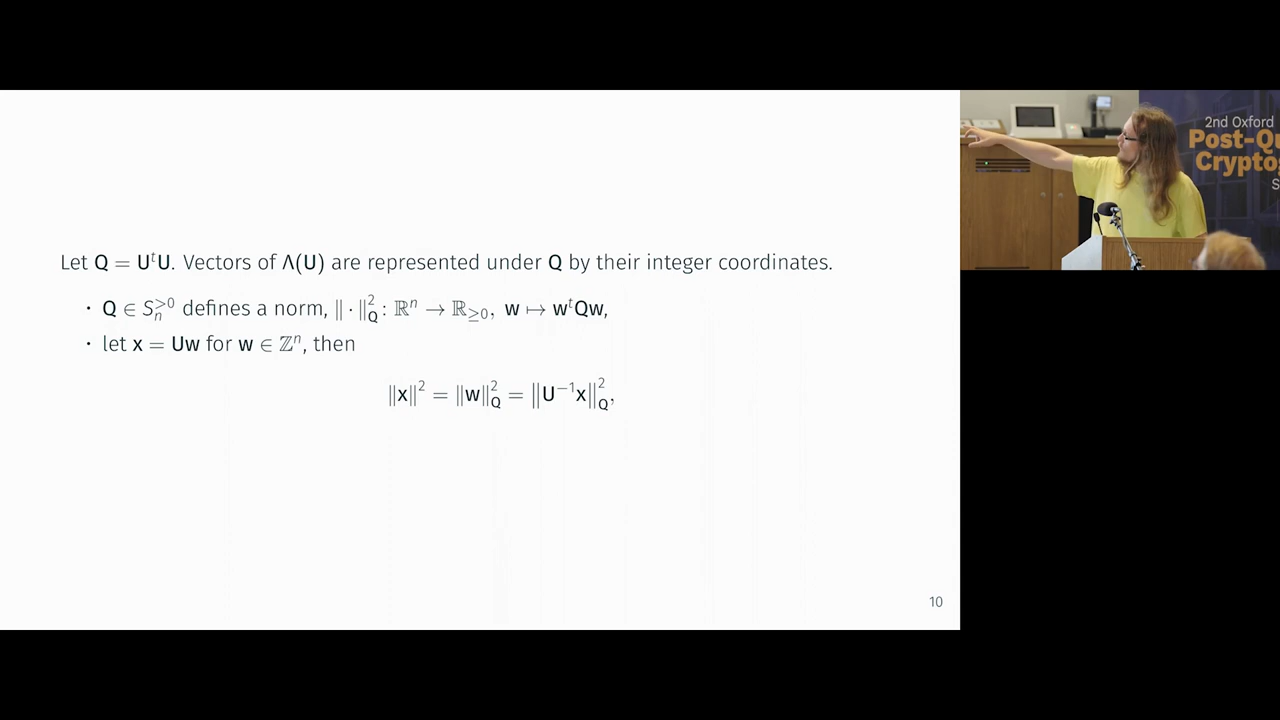 Let Q = UᵗU. Vectors of Λ(U) are represented under Q by their integer coordinates.
· Q ∈ Sₙ^{>0} defines a norm, ‖·‖²_Q : ℝⁿ → ℝ≥0, w ↦ wᵗQw,
· let x = Uw for w ∈ ℤⁿ, then
‖x‖² = ‖w‖²_Q = ‖U⁻¹x‖²_Q,
10
2nd Oxford
Post-Qu
Cryptog
S